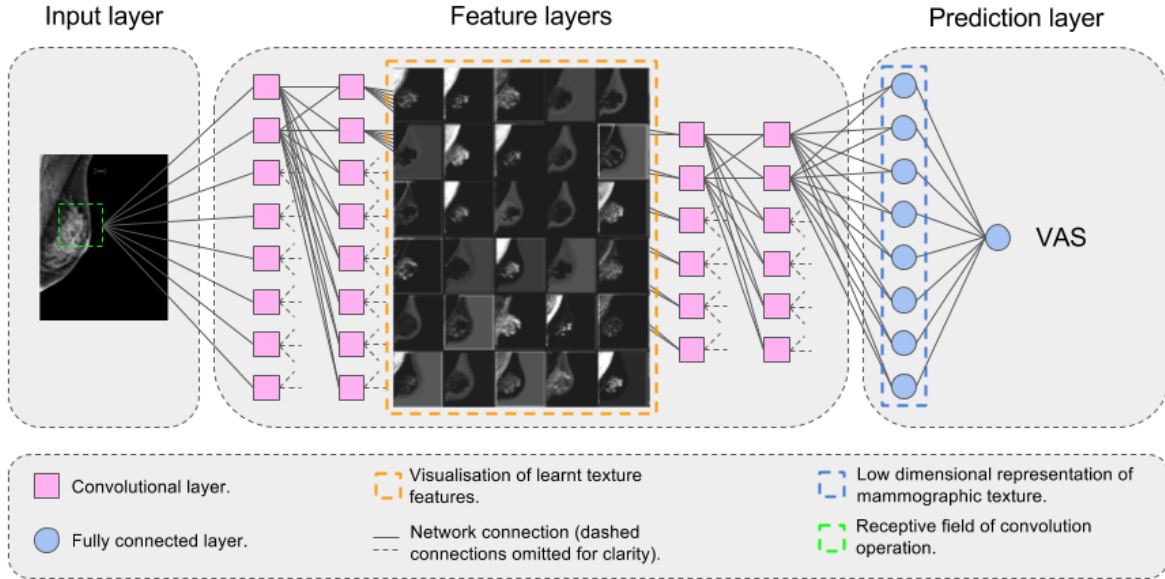 Input layer
Feature layers
Prediction layer
VAS
Convolutional layer.
Fully connected layer.
Visualisation of learnt texture
features.
Network connection (dashed
connections omitted for clarity).
Low dimensional representation of
mammographic texture.
Receptive field of convolution
operation.